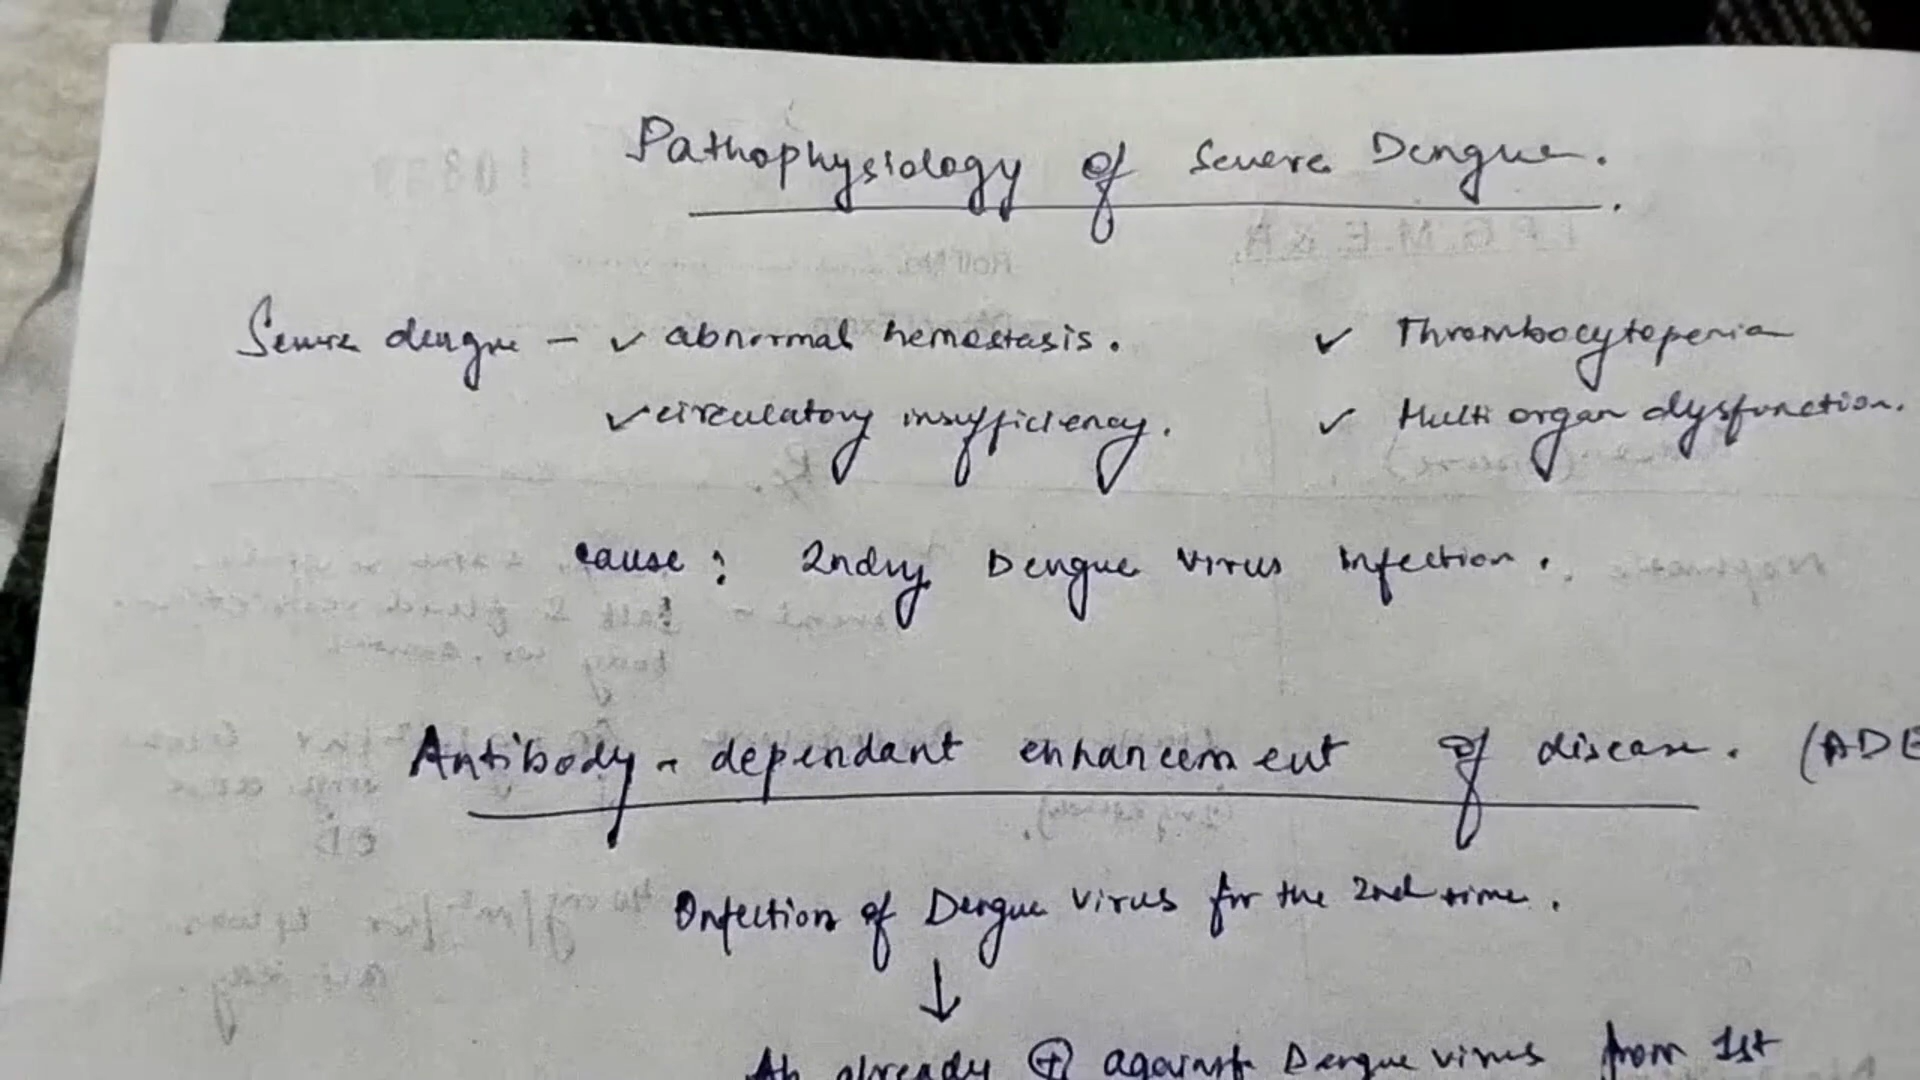 Pathophysiology of Severe Dengue.
Severe dengue - ✓ abnormal hemostasis. ✓ Thrombocytopenia
✓ circulatory insufficiency. ✓ Multi organ dysfunction.
cause: 2ndry Dengue Virus Infection.
Antibody - dependant enhancement of disease. (ADE
Infection of Dengue Virus for the 2nd time.
↓
Ab already ⊕ against Dengue virus from 1st